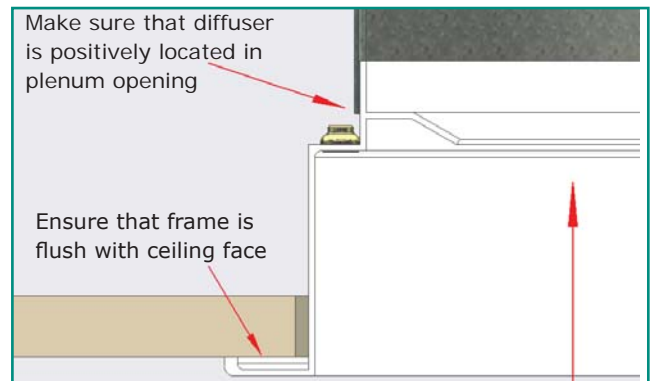 Make sure that diffuser
is positively located in
plenum opening
Ensure that frame is
flush with ceiling face